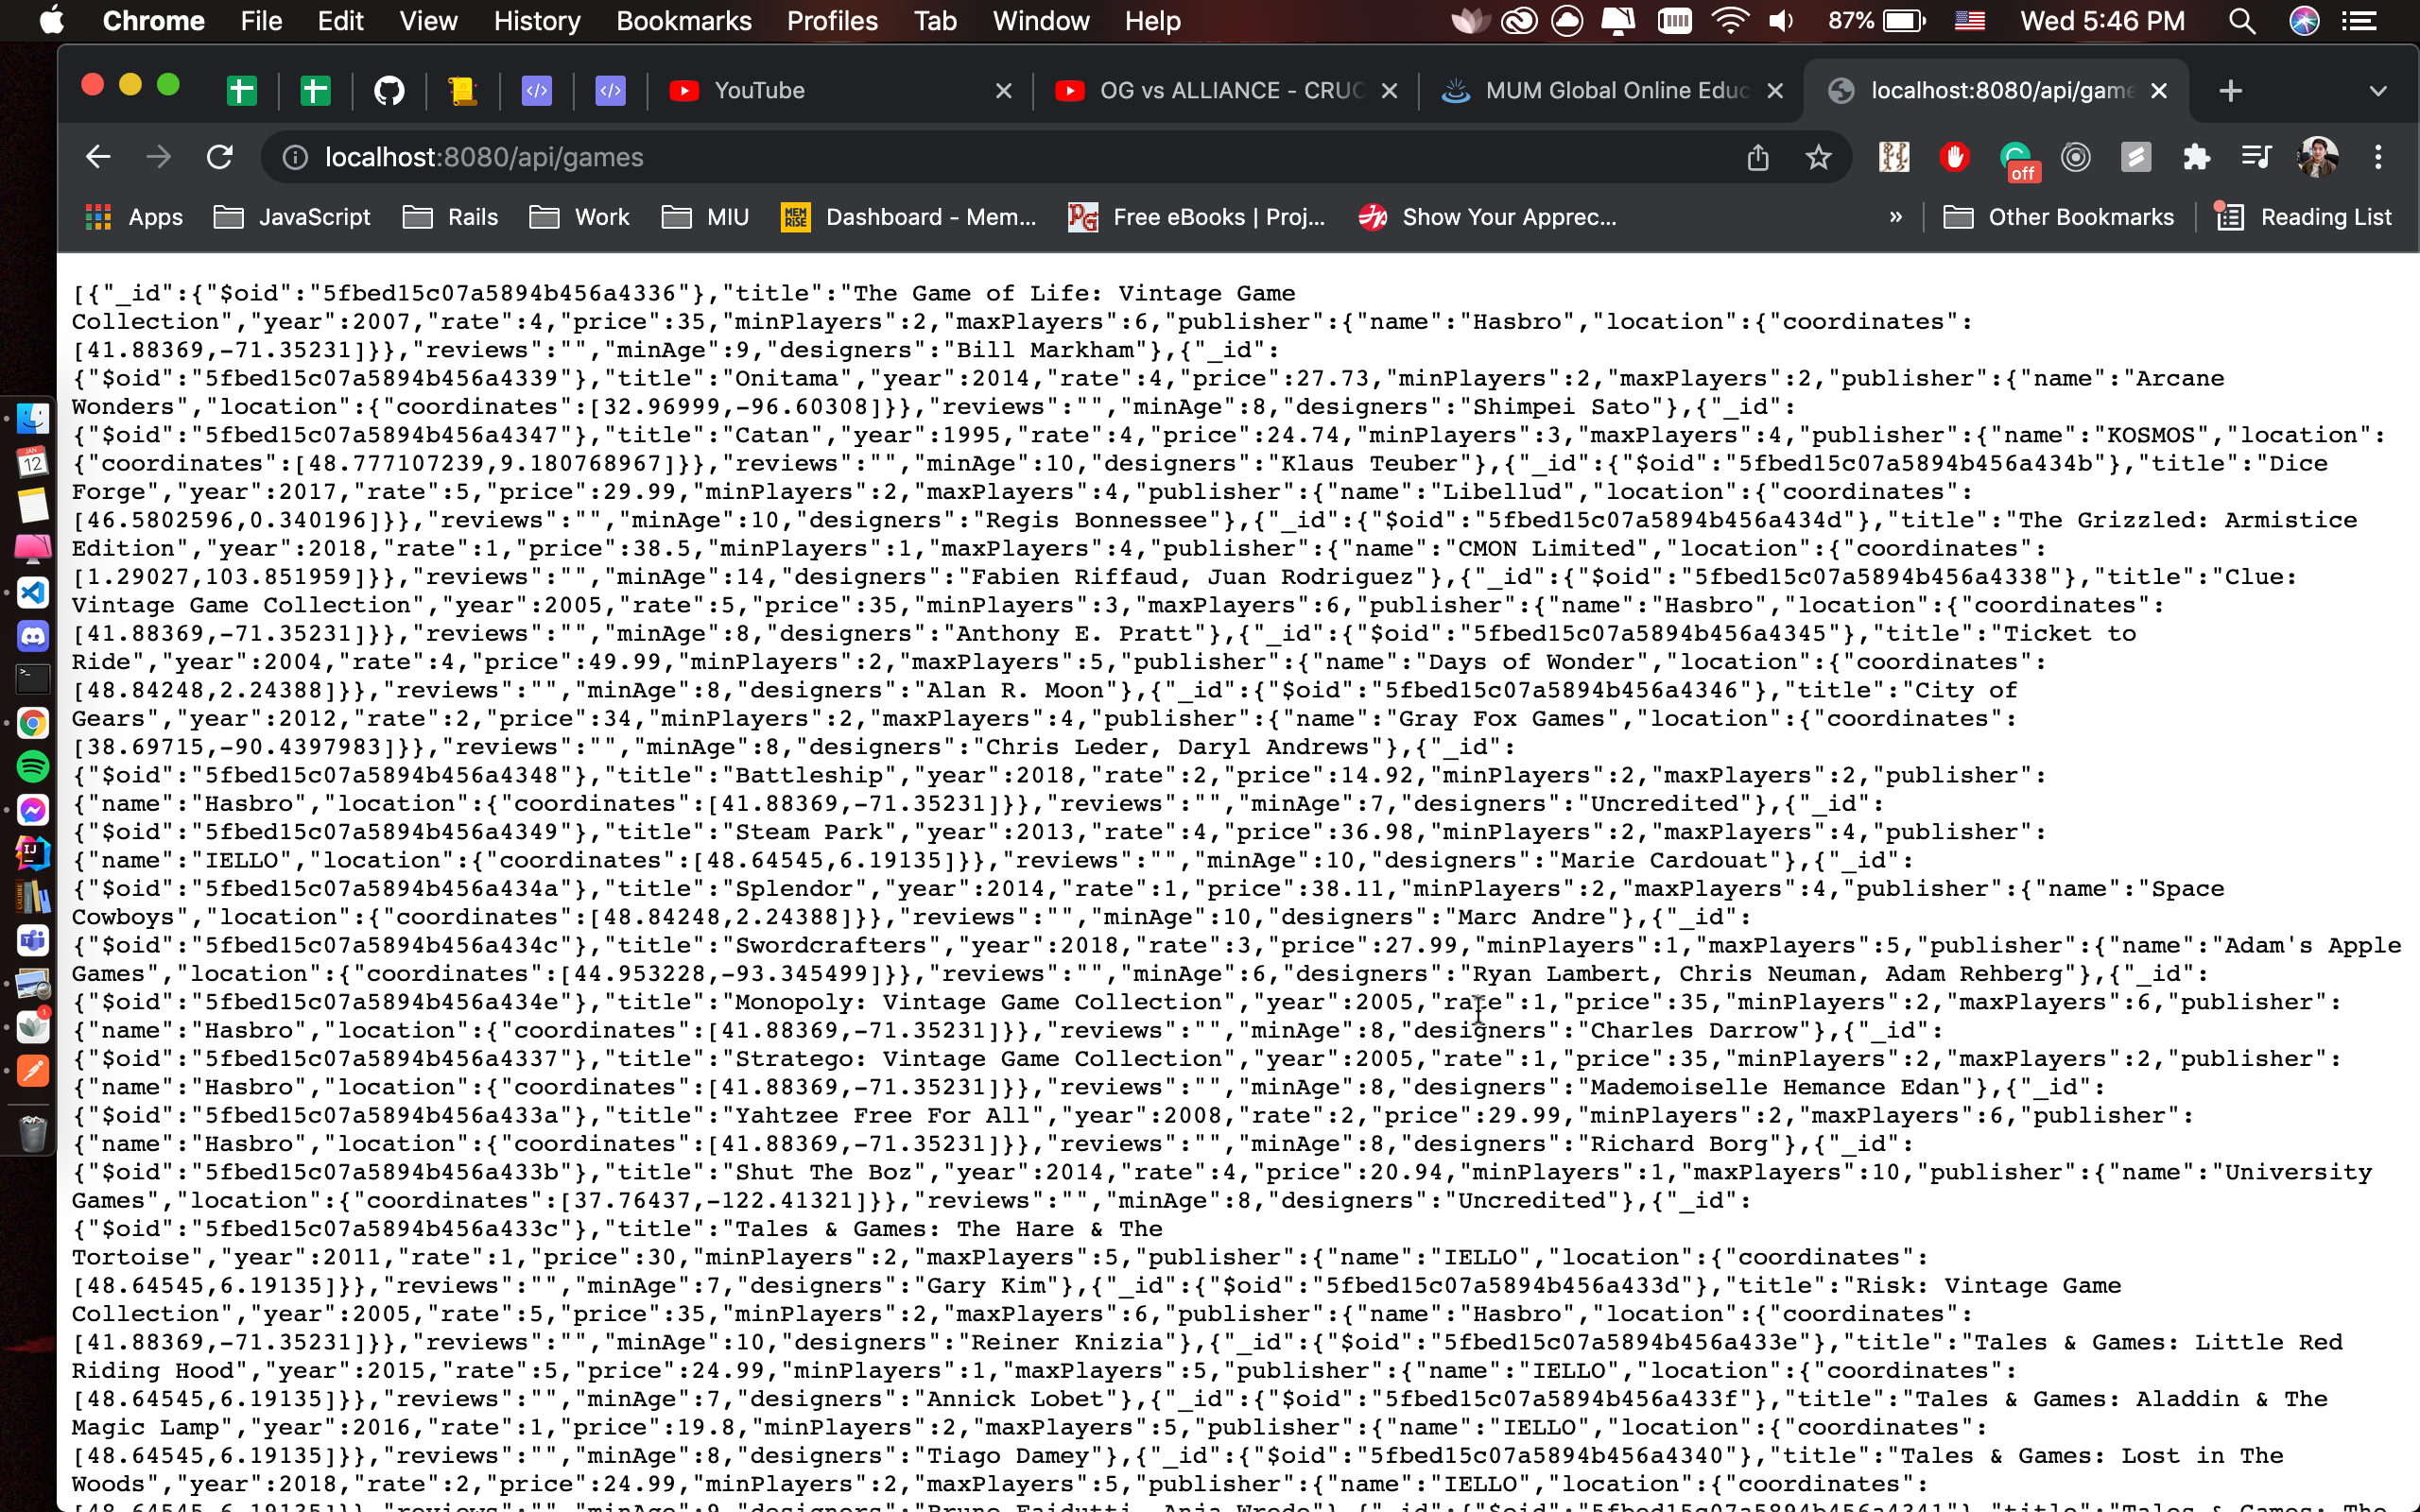 Chrome File Edit View History Bookmarks Profiles Tab Window Help 87% Wed 5:46 PM
YouTube OG vs ALLIANCE - CRUC MUM Global Online Educ localhost:8080/api/game
localhost:8080/api/games off
Apps JavaScript Rails Work MIU MEM RISE Dashboard - Mem... PG Free eBooks | Proj... Show Your Apprec... » Other Bookmarks Reading List
[{"_id":{"$oid":"5fbed15c07a5894b456a4336"},"title":"The Game of Life: Vintage Game
Collection","year":2007,"rate":4,"price":35,"minPlayers":2,"maxPlayers":6,"publisher":{"name":"Hasbro","location":{"coordinates":
[41.88369,-71.35231]}},"reviews":"","minAge":9,"designers":"Bill Markham"},{"_id":
{"$oid":"5fbed15c07a5894b456a4339"},"title":"Onitama","year":2014,"rate":4,"price":27.73,"minPlayers":2,"maxPlayers":2,"publisher":{"name":"Arcane
Wonders","location":{"coordinates":[32.96999,-96.60308]}},"reviews":"","minAge":8,"designers":"Shimpei Sato"},{"_id":
{"$oid":"5fbed15c07a5894b456a4347"},"title":"Catan","year":1995,"rate":4,"price":24.74,"minPlayers":3,"maxPlayers":4,"publisher":{"name":"KOSMOS","location":
{"coordinates":[48.777107239,9.180768967]}},"reviews":"","minAge":10,"designers":"Klaus Teuber"},{"_id":{"$oid":"5fbed15c07a5894b456a434b"},"title":"Dice
Forge","year":2017,"rate":5,"price":29.99,"minPlayers":2,"maxPlayers":4,"publisher":{"name":"Libellud","location":{"coordinates":
[46.5802596,0.340196]}},"reviews":"","minAge":10,"designers":"Regis Bonnessee"},{"_id":{"$oid":"5fbed15c07a5894b456a434d"},"title":"The Grizzled: Armistice
Edition","year":2018,"rate":1,"price":38.5,"minPlayers":1,"maxPlayers":4,"publisher":{"name":"CMON Limited","location":{"coordinates":
[1.29027,103.851959]}},"reviews":"","minAge":14,"designers":"Fabien Riffaud, Juan Rodriguez"},{"_id":{"$oid":"5fbed15c07a5894b456a4338"},"title":"Clue:
Vintage Game Collection","year":2005,"rate":5,"price":35,"minPlayers":3,"maxPlayers":6,"publisher":{"name":"Hasbro","location":{"coordinates":
[41.88369,-71.35231]}},"reviews":"","minAge":8,"designers":"Anthony E. Pratt"},{"_id":{"$oid":"5fbed15c07a5894b456a4345"},"title":"Ticket to
Ride","year":2004,"rate":4,"price":49.99,"minPlayers":2,"maxPlayers":5,"publisher":{"name":"Days of Wonder","location":{"coordinates":
[48.84248,2.24388]}},"reviews":"","minAge":8,"designers":"Alan R. Moon"},{"_id":{"$oid":"5fbed15c07a5894b456a4346"},"title":"City of
Gears","year":2012,"rate":2,"price":34,"minPlayers":2,"maxPlayers":4,"publisher":{"name":"Gray Fox Games","location":{"coordinates":
[38.69715,-90.4397983]}},"reviews":"","minAge":8,"designers":"Chris Leder, Daryl Andrews"},{"_id":
{"$oid":"5fbed15c07a5894b456a4348"},"title":"Battleship","year":2018,"rate":2,"price":14.92,"minPlayers":2,"maxPlayers":2,"publisher":
{"name":"Hasbro","location":{"coordinates":[41.88369,-71.35231]}},"reviews":"","minAge":7,"designers":"Uncredited"},{"_id":
{"$oid":"5fbed15c07a5894b456a4349"},"title":"Steam Park","year":2013,"rate":4,"price":36.98,"minPlayers":2,"maxPlayers":4,"publisher":
{"name":"IELLO","location":{"coordinates":[48.64545,6.19135]}},"reviews":"","minAge":10,"designers":"Marie Cardouat"},{"_id":
{"$oid":"5fbed15c07a5894b456a434a"},"title":"Splendor","year":2014,"rate":1,"price":38.11,"minPlayers":2,"maxPlayers":4,"publisher":{"name":"Space
Cowboys","location":{"coordinates":[48.84248,2.24388]}},"reviews":"","minAge":10,"designers":"Marc Andre"},{"_id":
{"$oid":"5fbed15c07a5894b456a434c"},"title":"Swordcrafters","year":2018,"rate":3,"price":27.99,"minPlayers":1,"maxPlayers":5,"publisher":{"name":"Adam's Apple
Games","location":{"coordinates":[44.953228,-93.345499]}},"reviews":"","minAge":6,"designers":"Ryan Lambert, Chris Neuman, Adam Rehberg"},{"_id":
{"$oid":"5fbed15c07a5894b456a434e"},"title":"Monopoly: Vintage Game Collection","year":2005,"rate":1,"price":35,"minPlayers":2,"maxPlayers":6,"publisher":
{"name":"Hasbro","location":{"coordinates":[41.88369,-71.35231]}},"reviews":"","minAge":8,"designers":"Charles Darrow"},{"_id":
{"$oid":"5fbed15c07a5894b456a4337"},"title":"Stratego: Vintage Game Collection","year":2005,"rate":1,"price":35,"minPlayers":2,"maxPlayers":2,"publisher":
{"name":"Hasbro","location":{"coordinates":[41.88369,-71.35231]}},"reviews":"","minAge":8,"designers":"Mademoiselle Hemance Edan"},{"_id":
{"$oid":"5fbed15c07a5894b456a433a"},"title":"Yahtzee Free For All","year":2008,"rate":2,"price":29.99,"minPlayers":2,"maxPlayers":6,"publisher":
{"name":"Hasbro","location":{"coordinates":[41.88369,-71.35231]}},"reviews":"","minAge":8,"designers":"Richard Borg"},{"_id":
{"$oid":"5fbed15c07a5894b456a433b"},"title":"Shut The Boz","year":2014,"rate":4,"price":20.94,"minPlayers":1,"maxPlayers":10,"publisher":{"name":"University
Games","location":{"coordinates":[37.76437,-122.41321]}},"reviews":"","minAge":8,"designers":"Uncredited"},{"_id":
{"$oid":"5fbed15c07a5894b456a433c"},"title":"Tales & Games: The Hare & The
Tortoise","year":2011,"rate":1,"price":30,"minPlayers":2,"maxPlayers":5,"publisher":{"name":"IELLO","location":{"coordinates":
[48.64545,6.19135]}},"reviews":"","minAge":7,"designers":"Gary Kim"},{"_id":{"$oid":"5fbed15c07a5894b456a433d"},"title":"Risk: Vintage Game
Collection","year":2005,"rate":5,"price":35,"minPlayers":2,"maxPlayers":6,"publisher":{"name":"Hasbro","location":{"coordinates":
[41.88369,-71.35231]}},"reviews":"","minAge":10,"designers":"Reiner Knizia"},{"_id":{"$oid":"5fbed15c07a5894b456a433e"},"title":"Tales & Games: Little Red
Riding Hood","year":2015,"rate":5,"price":24.99,"minPlayers":1,"maxPlayers":5,"publisher":{"name":"IELLO","location":{"coordinates":
[48.64545,6.19135]}},"reviews":"","minAge":7,"designers":"Annick Lobet"},{"_id":{"$oid":"5fbed15c07a5894b456a433f"},"title":"Tales & Games: Aladdin & The
Magic Lamp","year":2016,"rate":1,"price":19.8,"minPlayers":2,"maxPlayers":5,"publisher":{"name":"IELLO","location":{"coordinates":
[48.64545,6.19135]}},"reviews":"","minAge":8,"designers":"Tiago Damey"},{"_id":{"$oid":"5fbed15c07a5894b456a4340"},"title":"Tales & Games: Lost in The
Woods","year":2018,"rate":2,"price":24.99,"minPlayers":2,"maxPlayers":5,"publisher":{"name":"IELLO","location":{"coordinates":
[48.64545,6.19135]}},"reviews":"","minAge":9,"designers":"Bruno Faidutti, Anja Wrede"},{"_id":{"$oid":"5fbed15c07a5894b456a4341"},"title":"Tales & Games: The
JAN
12
IJ
1